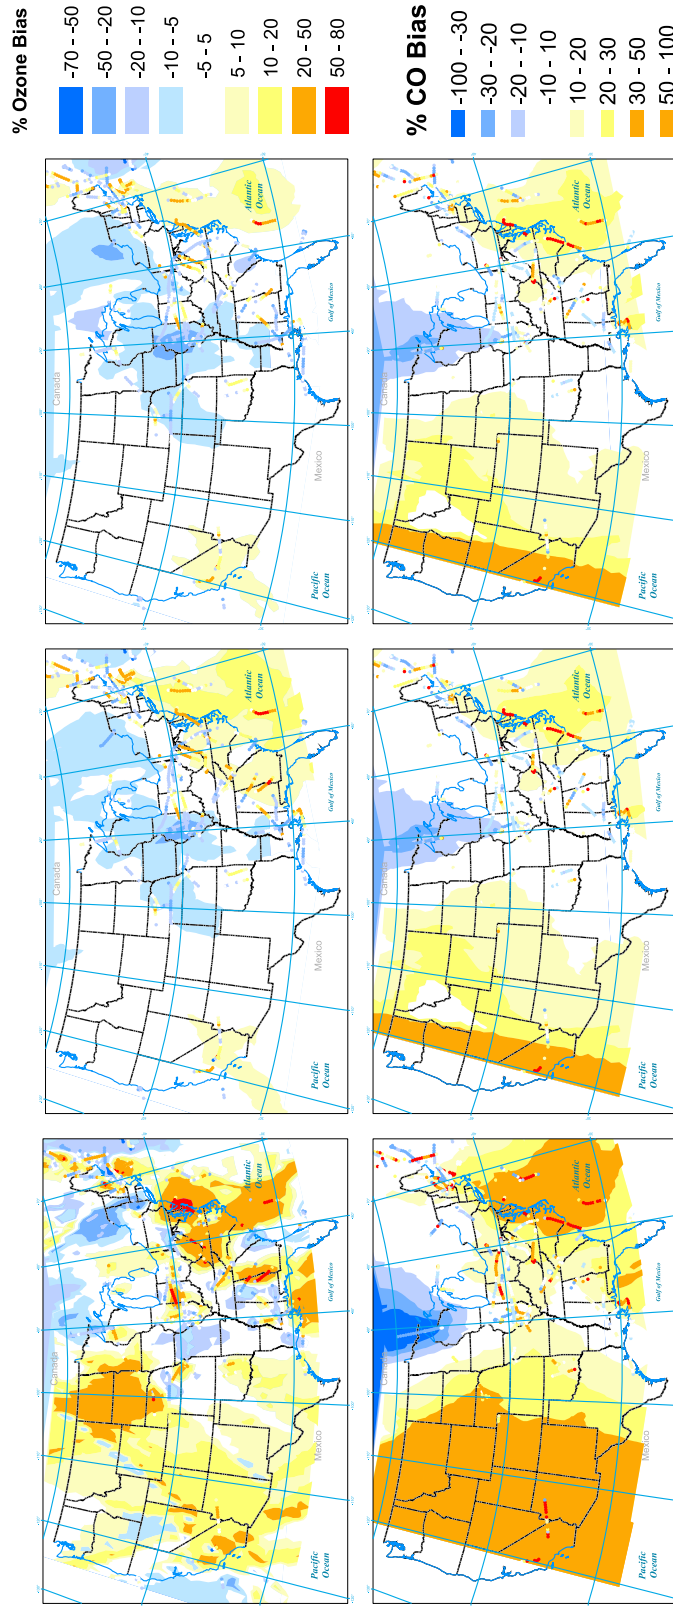 % Ozone Bias
-70 - -50
-50 - -20
-20 - -10
-10 - -5
-5 - 5
5 - 10
10 - 20
20 - 50
50 - 80
% CO Bias
-100 - -30
-30 - -20
-20 - -10
-10 - 10
10 - 20
20 - 30
30 - 50
50 - 100
Canada
Pacific
Ocean
Mexico
Gulf of Mexico
Atlantic
Ocean
Canada
Pacific
Ocean
Mexico
Gulf of Mexico
Atlantic
Ocean
Canada
Pacific
Ocean
Mexico
Gulf of Mexico
Atlantic
Ocean
Canada
Pacific
Ocean
Mexico
Gulf of Mexico
Atlantic
Ocean
Canada
Pacific
Ocean
Mexico
Gulf of Mexico
Atlantic
Ocean
Canada
Pacific
Ocean
Mexico
Gulf of Mexico
Atlantic
Ocean